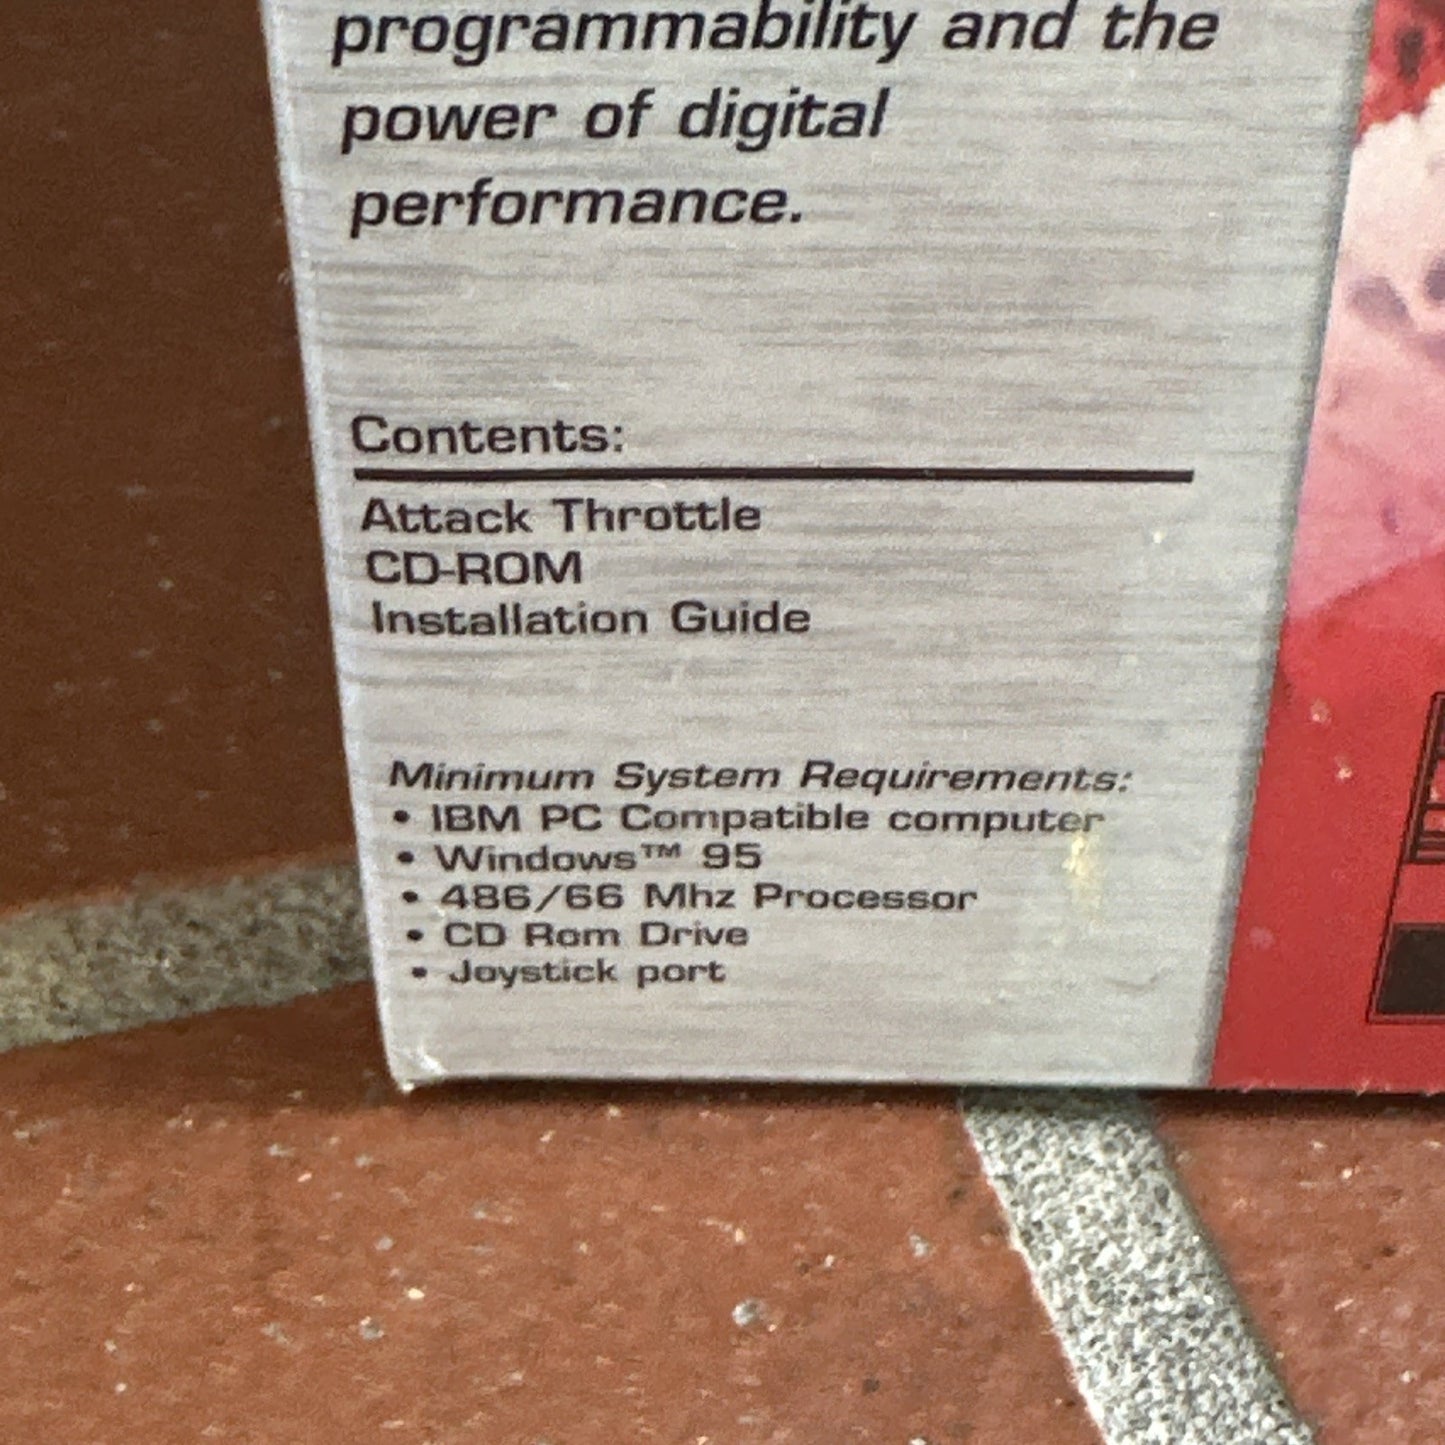 programmability and the
power of digital
performance.
Contents:
Attack Throttle
CD-ROM
Installation Guide
Minimum System Requirements:
• IBM PC Compatible computer
• Windows™ 95
• 486/66 Mhz Processor
• CD Rom Drive
• Joystick port